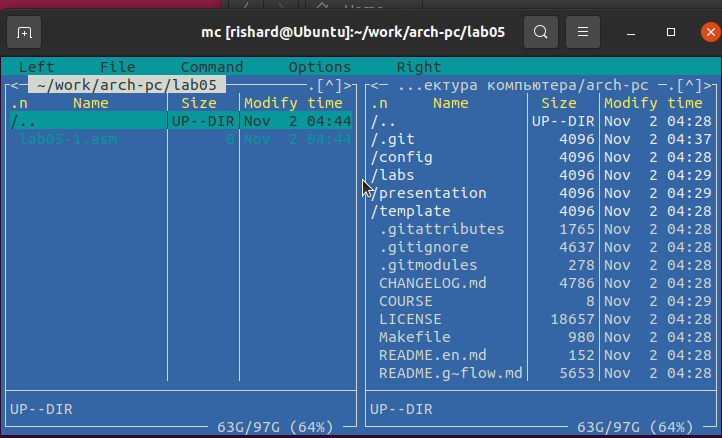 mc [rishard@Ubuntu]:~/work/arch-pc/lab05
Left File Command Options Right
<─ ~/work/arch-pc/lab05 ─.[^]>
.n Name Size Modify time
/.. UP--DIR Nov 2 04:44
lab05-1.asm 0 Nov 2 04:44
UP--DIR
63G/97G (64%)
<─ ...ектура компьютера/arch-pc ─.[^]>
.n Name Size Modify time
/.. UP--DIR Nov 2 04:28
/.git 4096 Nov 2 04:37
/config 4096 Nov 2 04:28
/labs 4096 Nov 2 04:29
/presentation 4096 Nov 2 04:29
/template 4096 Nov 2 04:28
.gitattributes 1765 Nov 2 04:28
.gitignore 4637 Nov 2 04:28
.gitmodules 278 Nov 2 04:28
CHANGELOG.md 4786 Nov 2 04:28
COURSE 8 Nov 2 04:29
LICENSE 18657 Nov 2 04:28
Makefile 980 Nov 2 04:28
README.en.md 152 Nov 2 04:28
README.g~flow.md 5653 Nov 2 04:28
UP--DIR
63G/97G (64%)